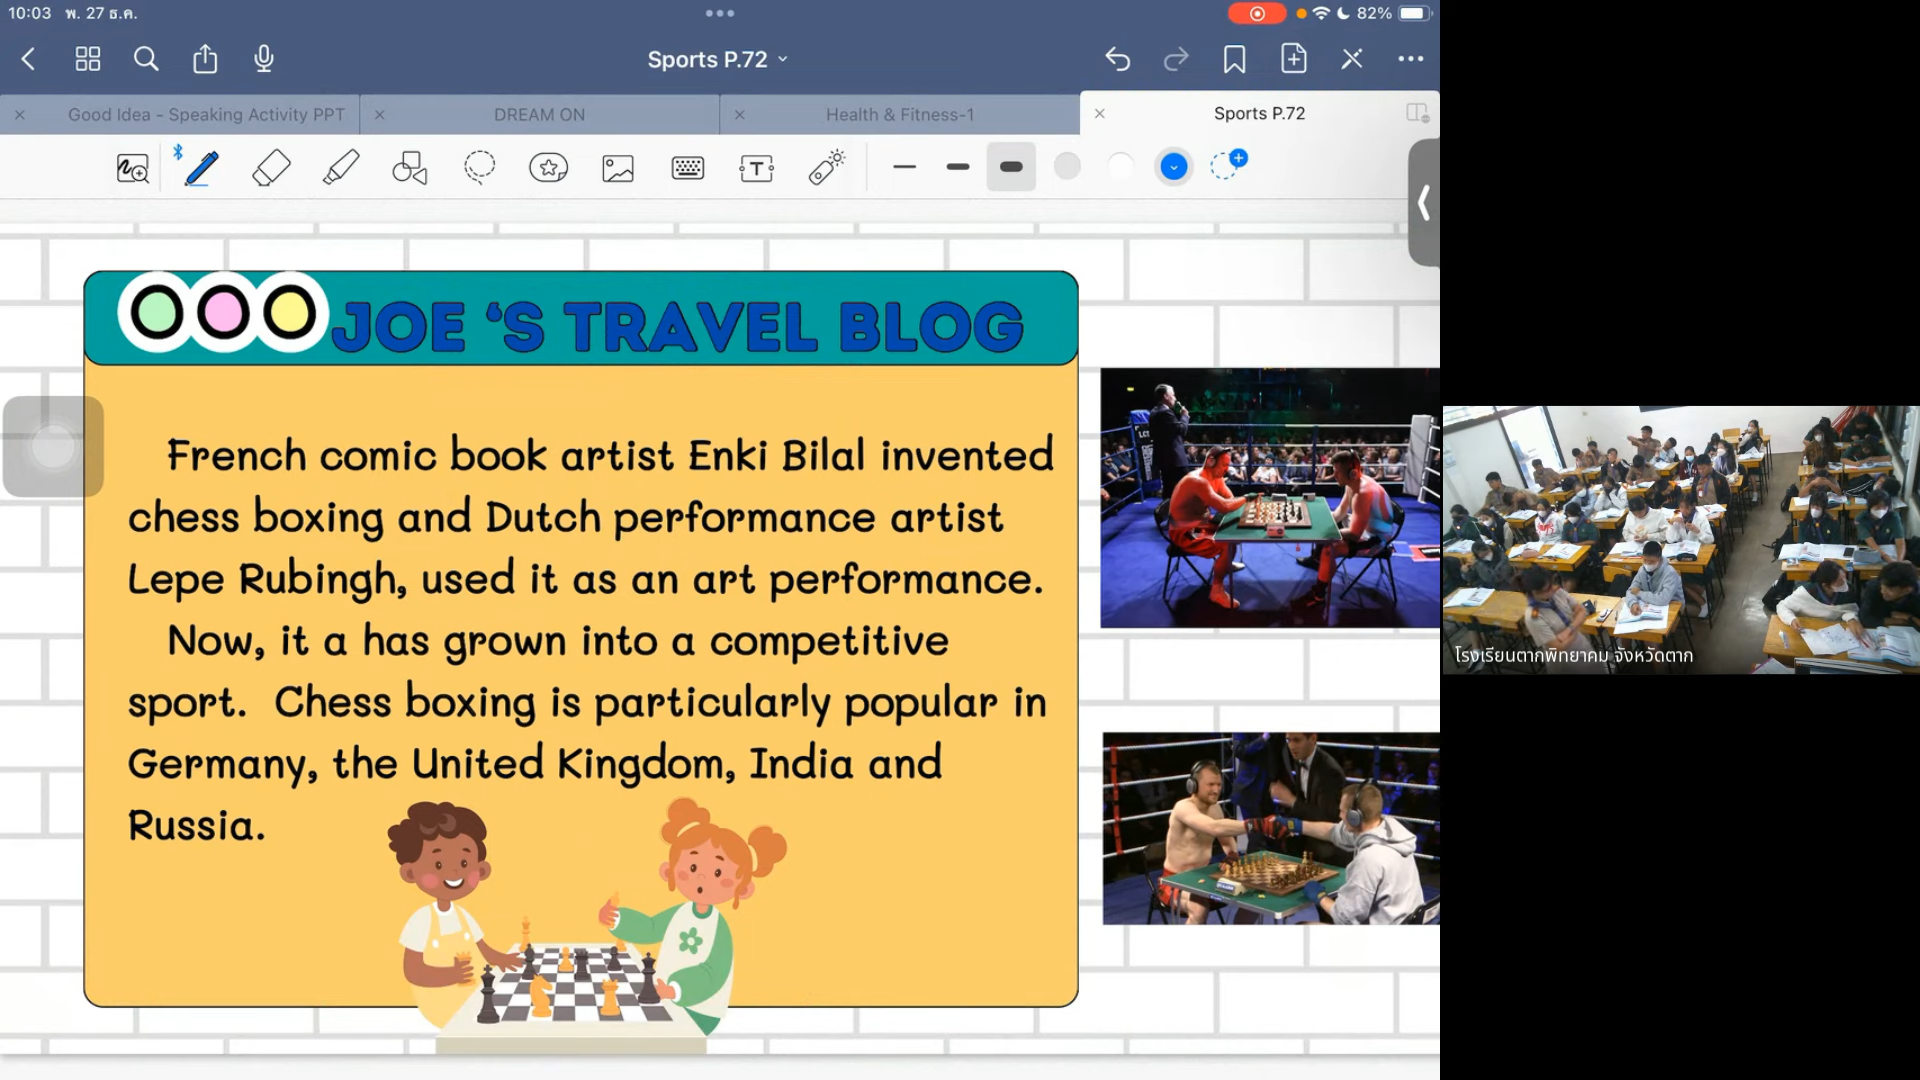 10:03 พ. 27 ธ.ค.
82%
Sports P.72
Good Idea - Speaking Activity PPT
DREAM ON
Health & Fitness-1
Sports P.72
JOE 'S TRAVEL BLOG
French comic book artist Enki Bilal invented
chess boxing and Dutch performance artist
Lepe Rubingh, used it as an art performance.
Now, it a has grown into a competitive
sport. Chess boxing is particularly popular in
Germany, the United Kingdom, India and
Russia.
โรงเรียนตากพิทยาคม จังหวัดตาก